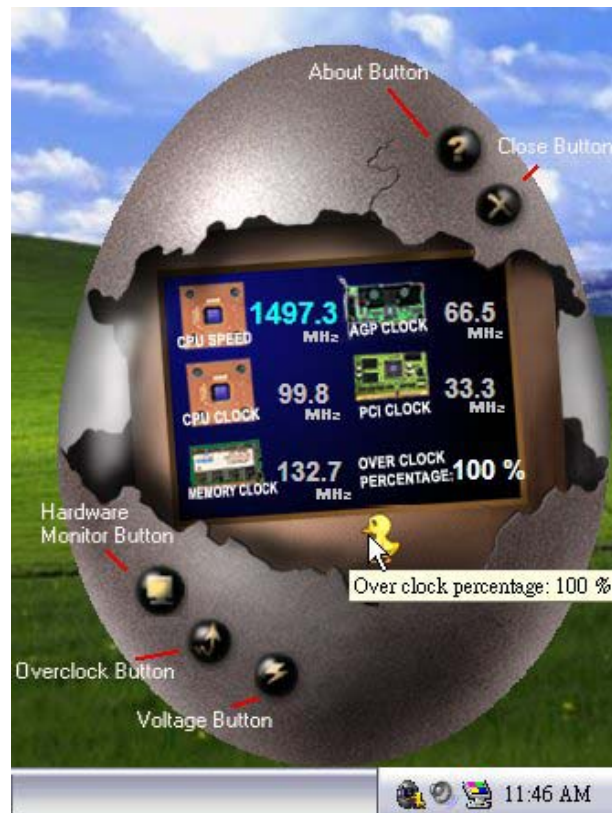 About Button
Close Button
1497.3
MHz
CPU SPEED
66.5
MHz
AGP CLOCK
99.8
MHz
CPU CLOCK
33.3
MHz
PCI CLOCK
132.7
MHz
MEMORY CLOCK
OVER CLOCK
PERCENTAGE: 100 %
Hardware
Monitor Button
Over clock percentage: 100 %
Overclock Button
Voltage Button
11:46 AM